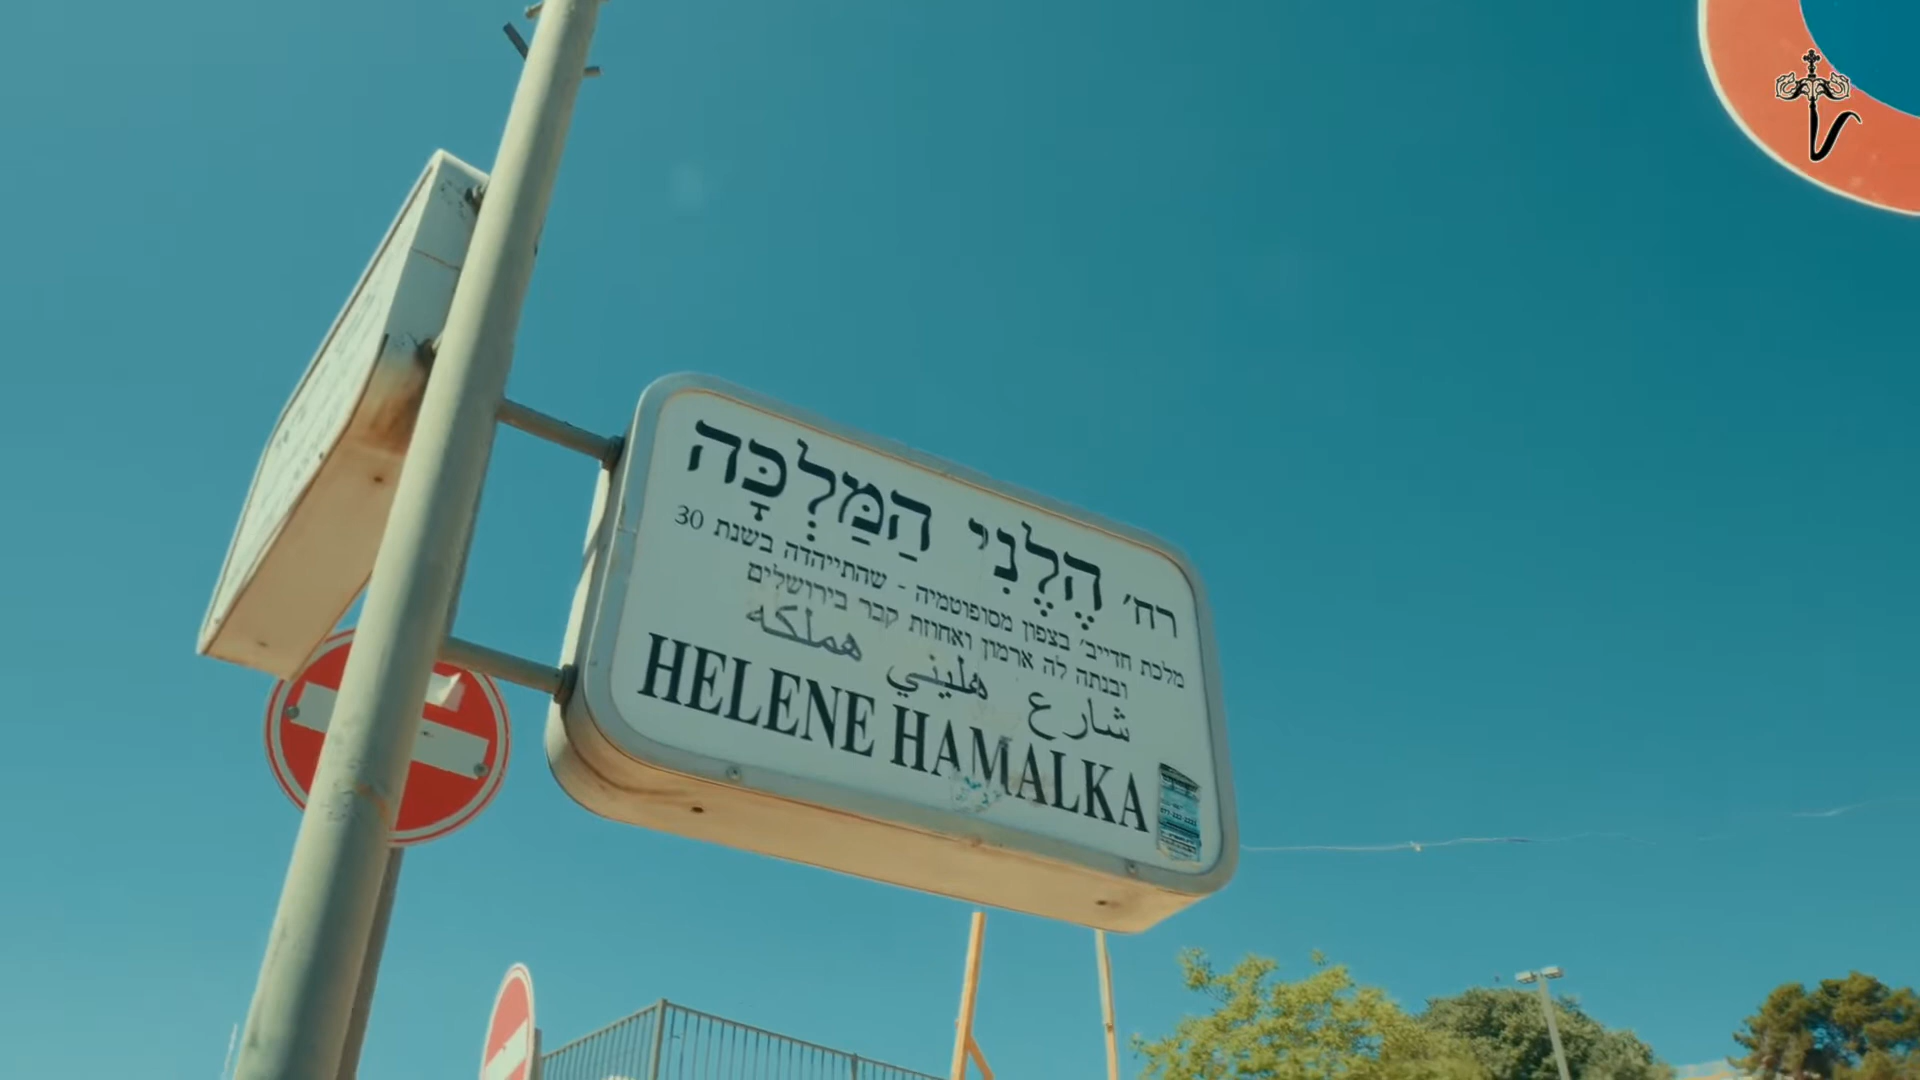 רח׳ הֶלֶנִי הַמַּלְכָּה
מלכת חדייב׳ בצפון מסופוטמיה - שהתייהדה בשנת 30
ובנתה לה ארמון ואחוזת קבר בירושלים
شارع هليني هملكه
HELENE HAMALKA